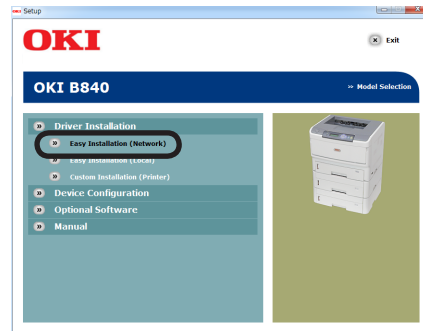 OKI Setup
OKI
Exit
OKI B840
» Model Selection
» Driver Installation
» Easy Installation (Network)
» Easy Installation (Local)
» Custom Installation (Printer)
» Device Configuration
» Optional Software
» Manual